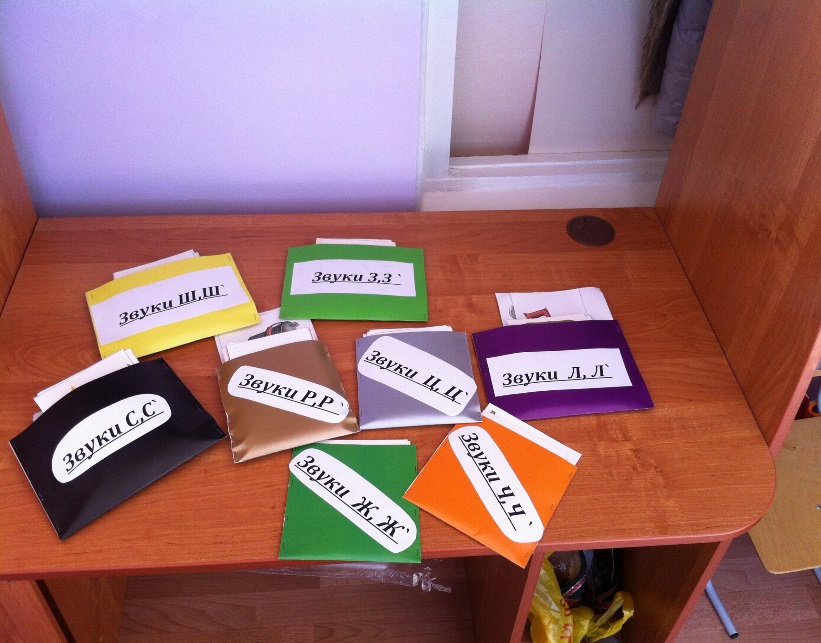 Звуки Ш,Ш`
Звуки З,З`
Звуки С,С`
Звуки Р,Р`
Звуки Ц,Ц`
Звуки Л, Л`
Звуки Ж, Ж`
Звуки Ч,Ч`